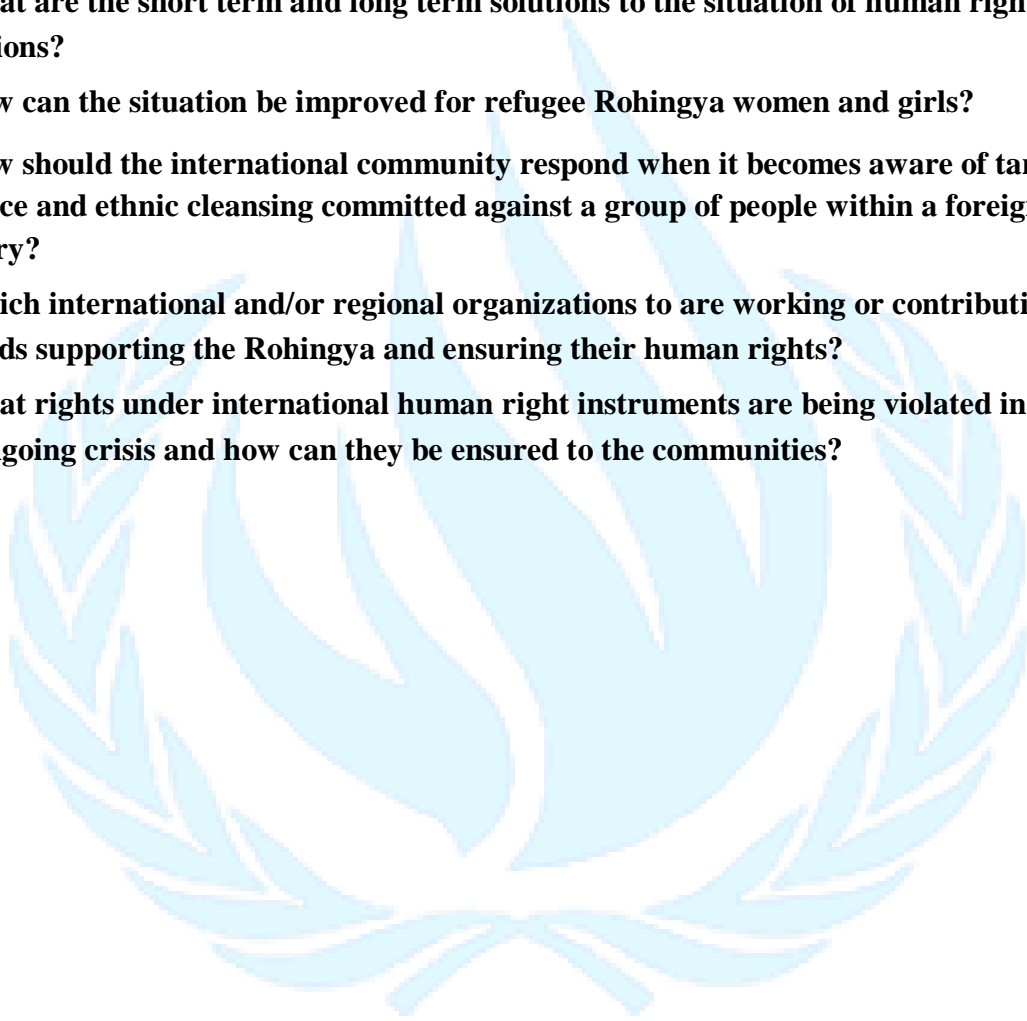 at are the short term and long term solutions to the situation of human righ
ions?
w can the situation be improved for refugee Rohingya women and girls?
w should the international community respond when it becomes aware of tar
ce and ethnic cleansing committed against a group of people within a foreig
ry?
ich international and/or regional organizations to are working or contributi
ds supporting the Rohingya and ensuring their human rights?
at rights under international human right instruments are being violated in
going crisis and how can they be ensured to the communities?